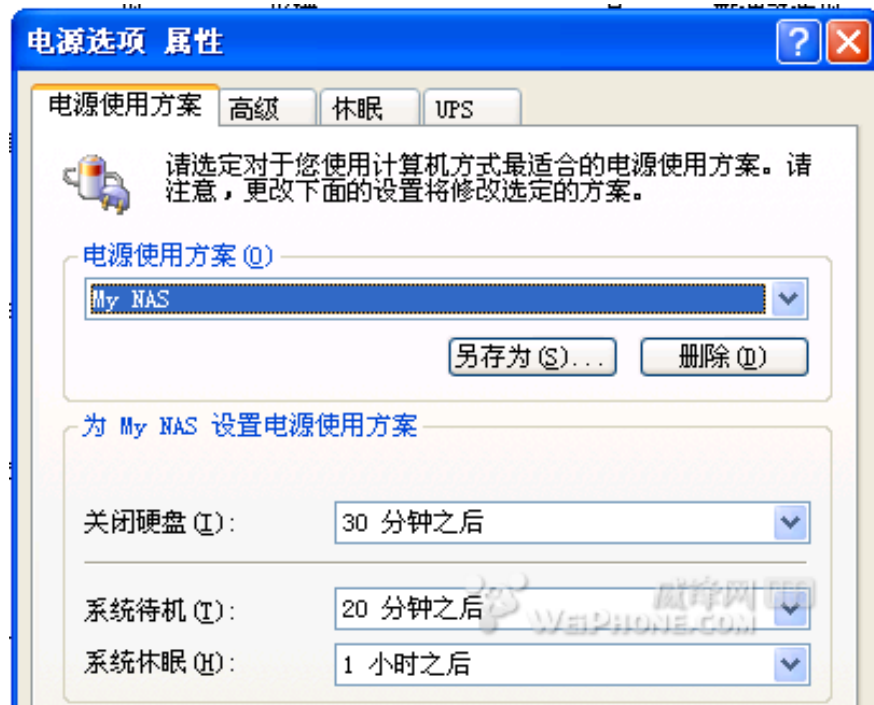 电源选项 属性
电源使用方案 高级 休眠 UPS
请选定对于您使用计算机方式最适合的电源使用方案。请
注意，更改下面的设置将修改选定的方案。
电源使用方案(O)
My NAS
另存为(S)... 删除(D)
为 My NAS 设置电源使用方案
关闭硬盘(I): 30 分钟之后
威锋网
系统待机(T): 20 分钟之后
WEIPHONE.COM
系统休眠(H): 1 小时之后